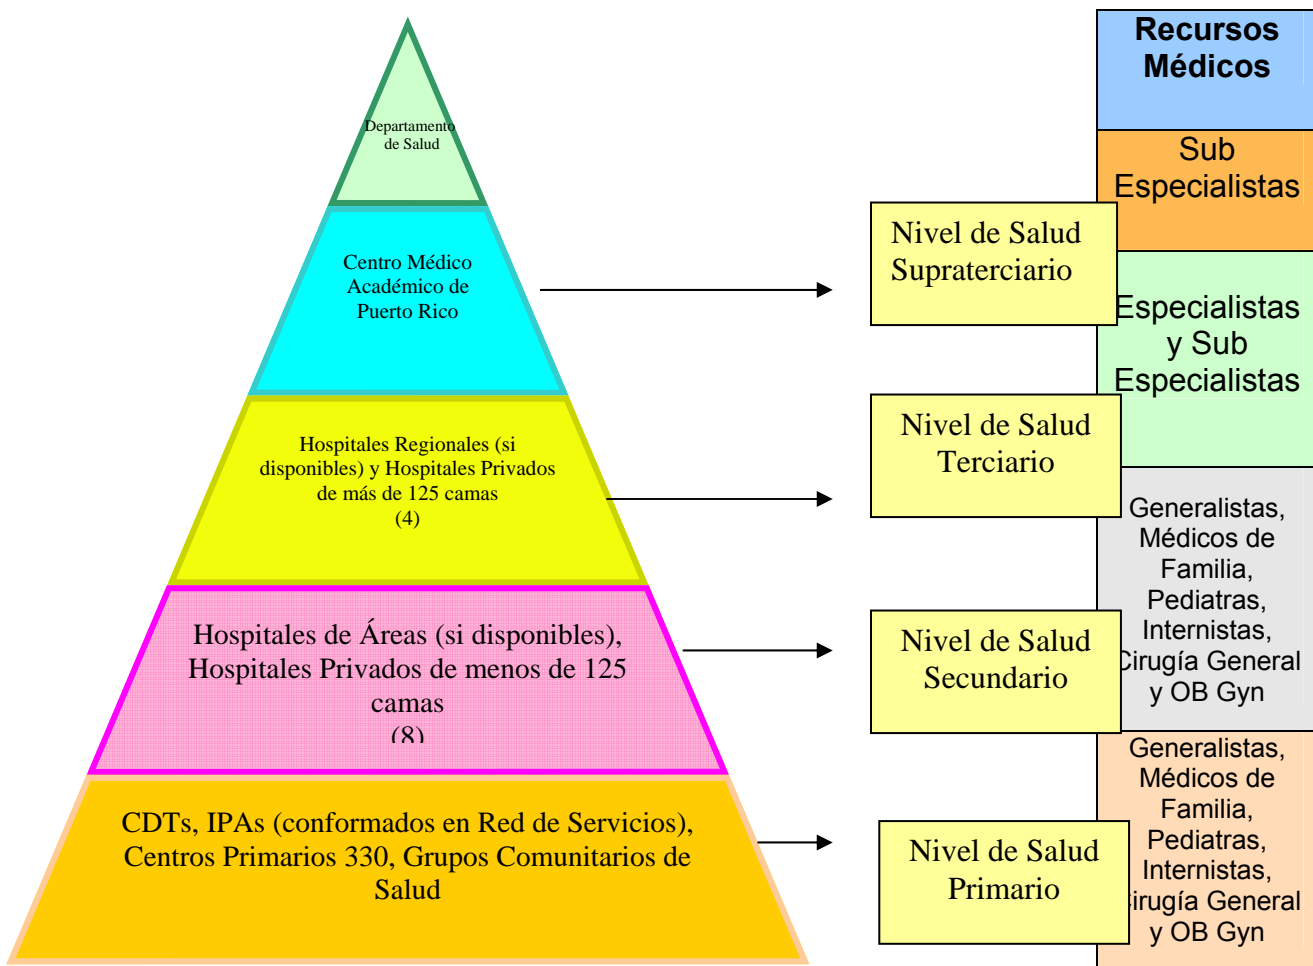 Departamento
de Salud
Centro Médico
Académico de
Puerto Rico
Hospitales Regionales (si
disponibles) y Hospitales Privados
de más de 125 camas
(4)
Hospitales de Áreas (si disponibles),
Hospitales Privados de menos de 125
camas
(8)
CDTs, IPAs (conformados en Red de Servicios),
Centros Primarios 330, Grupos Comunitarios de
Salud
Nivel de Salud
Supraterciario
Nivel de Salud
Terciario
Nivel de Salud
Secundario
Nivel de Salud
Primario
Recursos
Médicos
Sub
Especialistas
Especialistas
y Sub
Especialistas
Generalistas,
Médicos de
Familia,
Pediatras,
Internistas,
Cirugía General
y OB Gyn
Generalistas,
Médicos de
Familia,
Pediatras,
Internistas,
Cirugía General
y OB Gyn